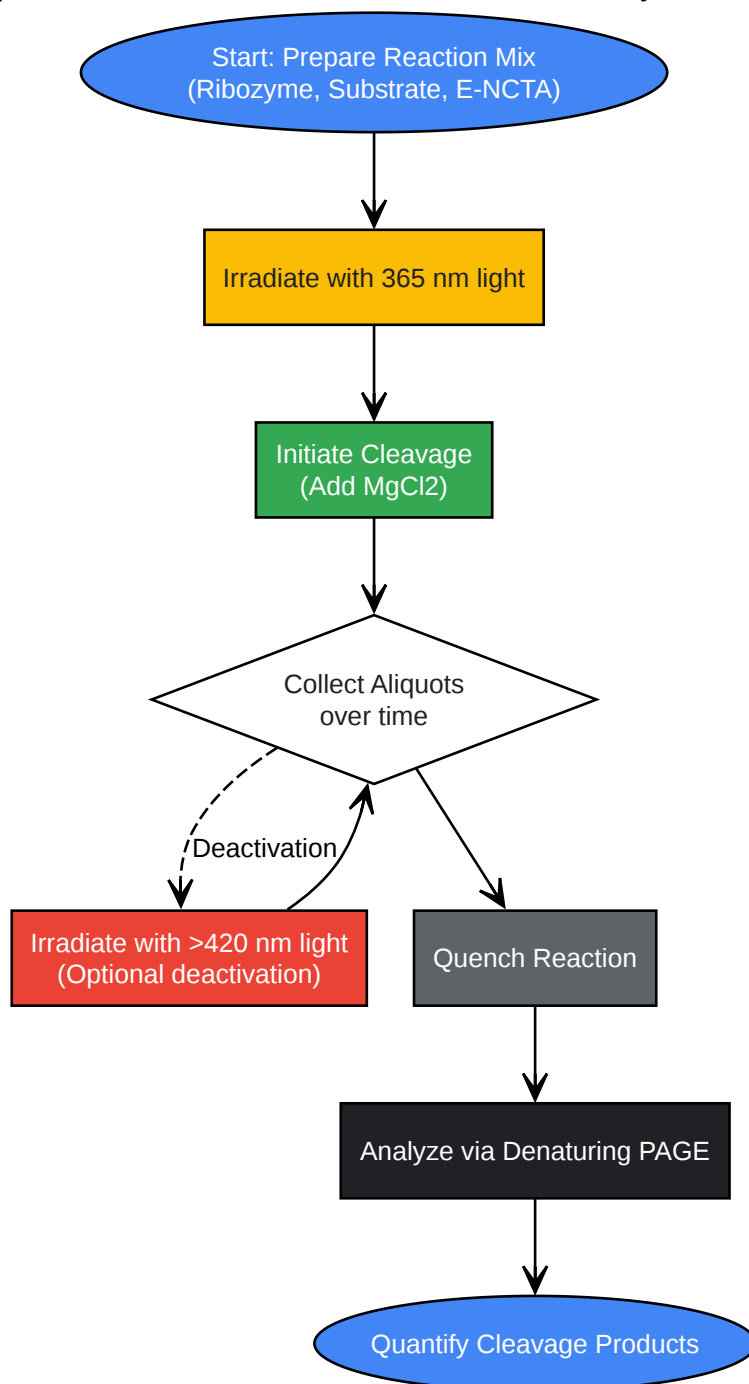 Start: Prepare Reaction Mix
(Ribozyme, Substrate, E-NCTA)
Irradiate with 365 nm light
Initiate Cleavage
(Add MgCl2)
Collect Aliquots
over time
Deactivation
Irradiate with >420 nm light
(Optional deactivation)
Quench Reaction
Analyze via Denaturing PAGE
Quantify Cleavage Products